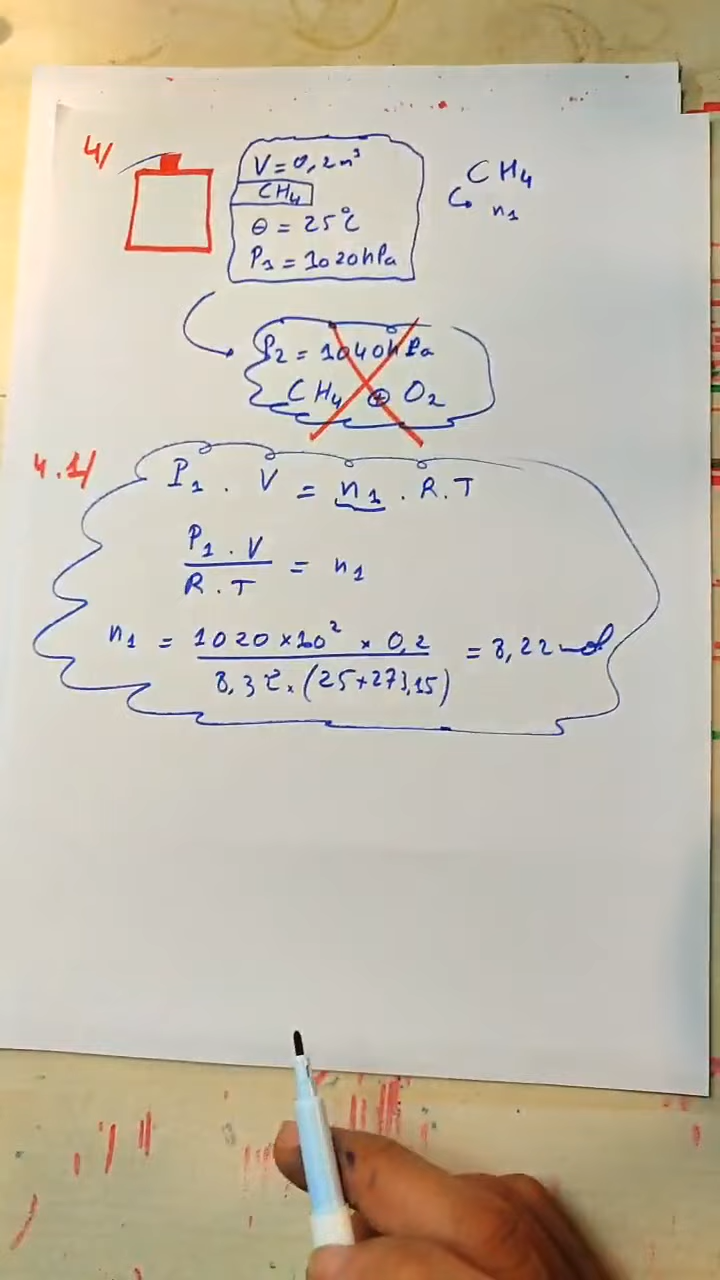 4/
V = 0,2 m³
CH₄
θ = 25°C
P₁ = 1020 hPa
CH₄
n₁
P₂ = 1040 hPa
CH₄ ⊕ O₂
4.1/
P₁ . V = n₁ . R.T
P₁ . V / R . T = n₁
n₁ = 1020 × 10² × 0,2 / 8,32 × (25+273,15) = 8,22 mol